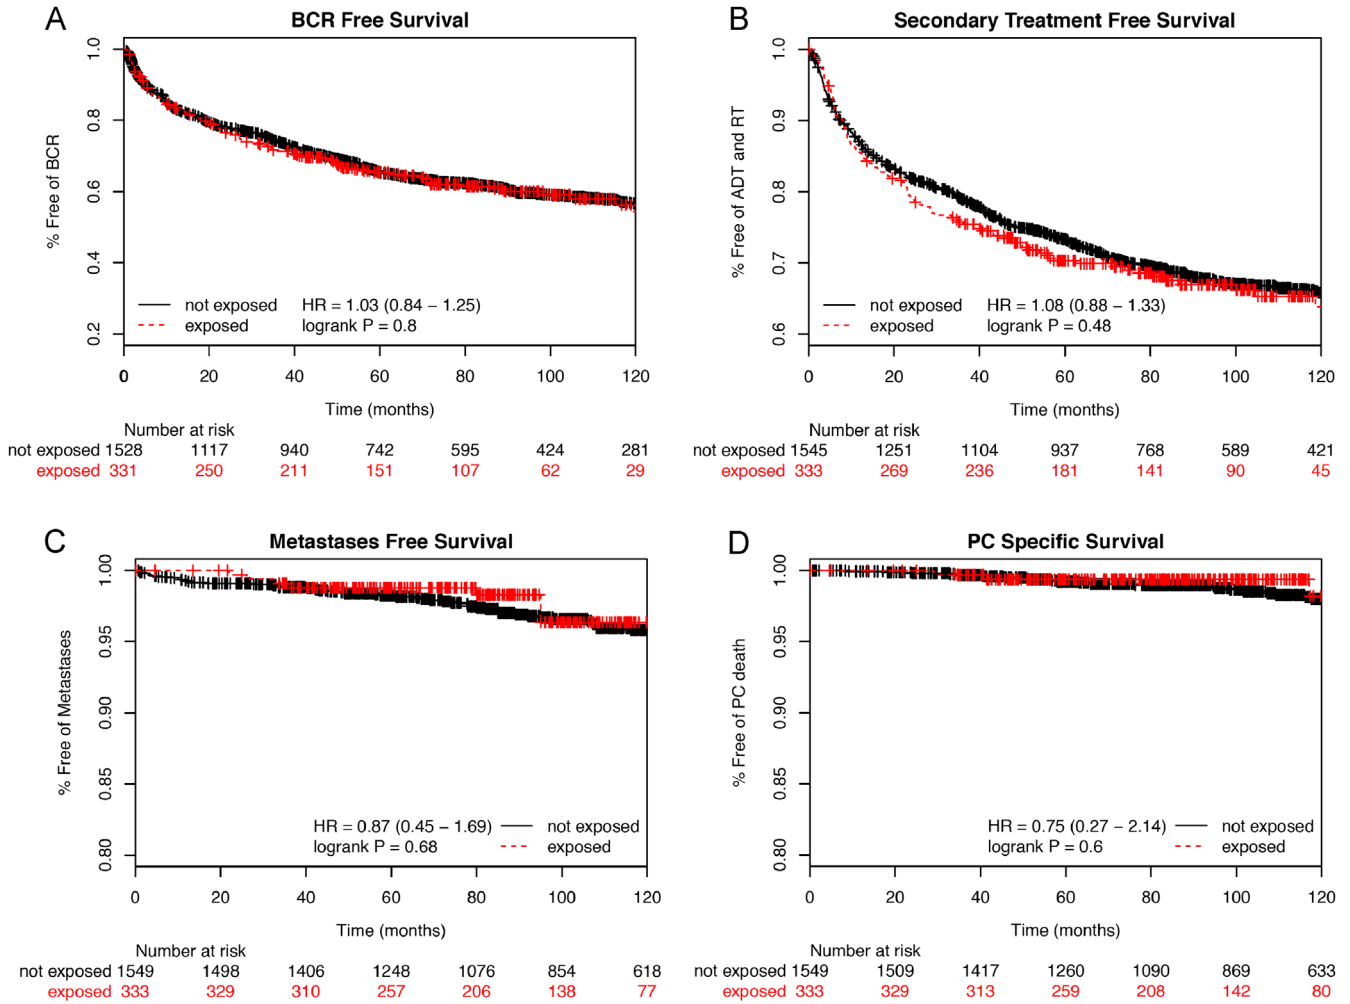 A
BCR Free Survival
% Free of BCR
1.0
0.8
0.6
0.4
0.2
not exposed HR = 1.03 (0.84 − 1.25)
exposed logrank P = 0.8
0 20 40 60 80 100 120
Time (months)
Number at risk
not exposed 1528 1117 940 742 595 424 281
exposed 331 250 211 151 107 62 29
B
Secondary Treatment Free Survival
% Free of ADT and RT
1.0
0.9
0.8
0.7
0.6
not exposed HR = 1.08 (0.88 − 1.33)
exposed logrank P = 0.48
0 20 40 60 80 100 120
Time (months)
Number at risk
not exposed 1545 1251 1104 937 768 589 421
exposed 333 269 236 181 141 90 45
C
Metastases Free Survival
% Free of Metastases
1.00
0.95
0.90
0.85
0.80
HR = 0.87 (0.45 − 1.69) not exposed
logrank P = 0.68 exposed
0 20 40 60 80 100 120
Time (months)
Number at risk
not exposed 1549 1498 1406 1248 1076 854 618
exposed 333 329 310 257 206 138 77
D
PC Specific Survival
% Free of PC death
1.00
0.95
0.90
0.85
0.80
HR = 0.75 (0.27 − 2.14) not exposed
logrank P = 0.6 exposed
0 20 40 60 80 100 120
Time (months)
Number at risk
not exposed 1549 1509 1417 1260 1090 869 633
exposed 333 329 313 259 208 142 80